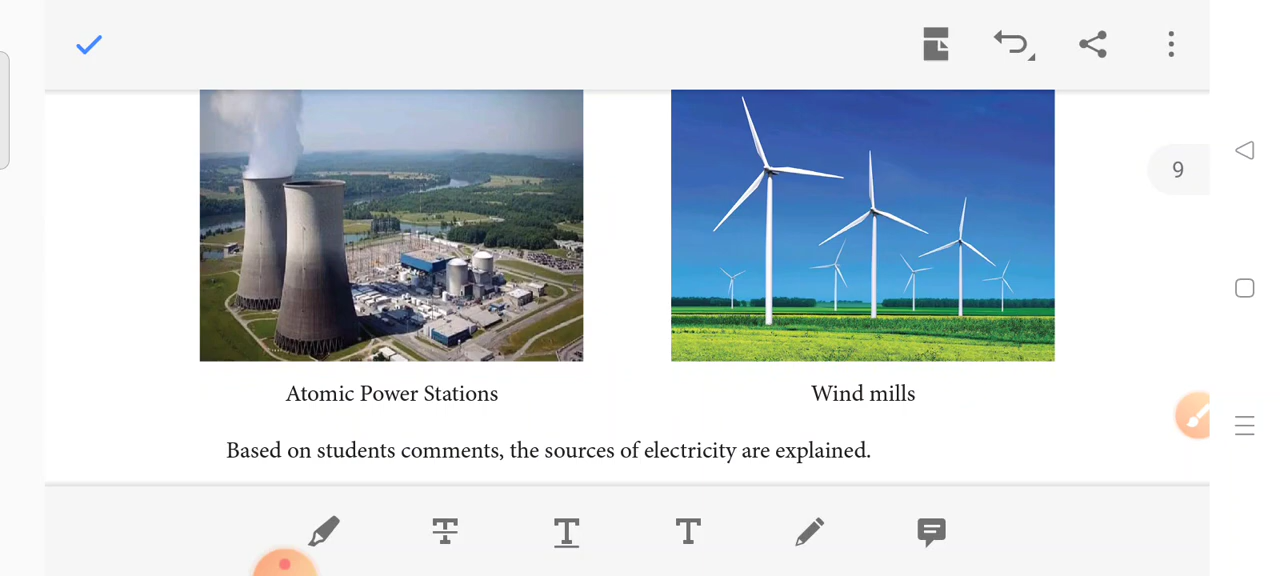 9
Atomic Power Stations
Wind mills
Based on students comments, the sources of electricity are explained.